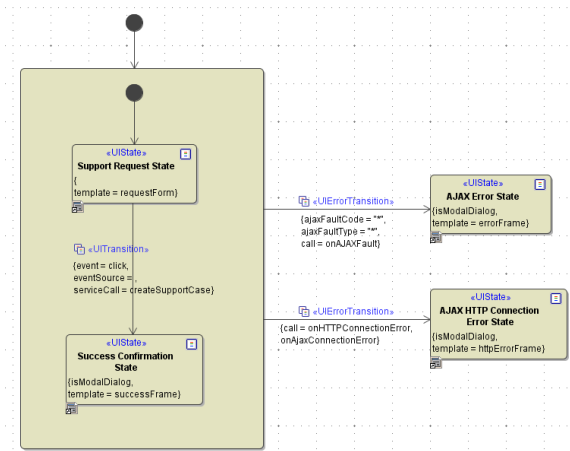 «UIState»
Support Request State
{
template = requestForm}
«UITransition»
{event = click,
eventSource = ,
serviceCall = createSupportCase}
«UIState»
Success Confirmation
State
{isModalDialog,
template = successFrame}
«UIErrorTransition»
{ajaxFaultCode = "*",
ajaxFaultType = "*",
call = onAJAXFault}
«UIState»
AJAX Error State
{isModalDialog,
template = errorFrame}
«UIErrorTransition»
{call = onHTTPConnectionError,
onAjaxConnectionError}
«UIState»
AJAX HTTP Connection
Error State
{isModalDialog,
template = httpErrorFrame}